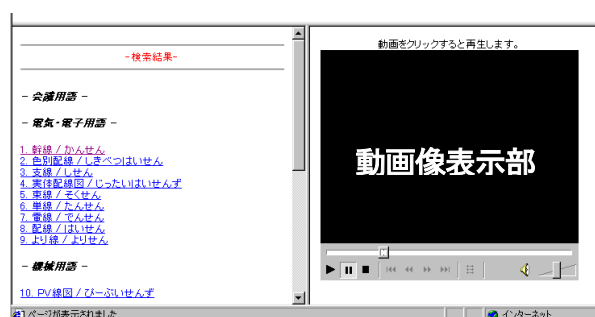 -検索結果-
- 会議用語 -
- 電気・電子用語 -
1. 幹線 / かんせん
2. 色別配線 / しきべつはいせん
3. 支線 / しせん
4. 実体配線図 / じったいはいせんず
5. 束線 / そくせん
6. 単線 / たんせん
7. 電線 / でんせん
8. 配線 / はいせん
9. より線 / よりせん
- 機械用語 -
10. PV線図 / ぴーぶいせんず
動画をクリックすると再生します。
動画像表示部
ページが表示されました
インターネット